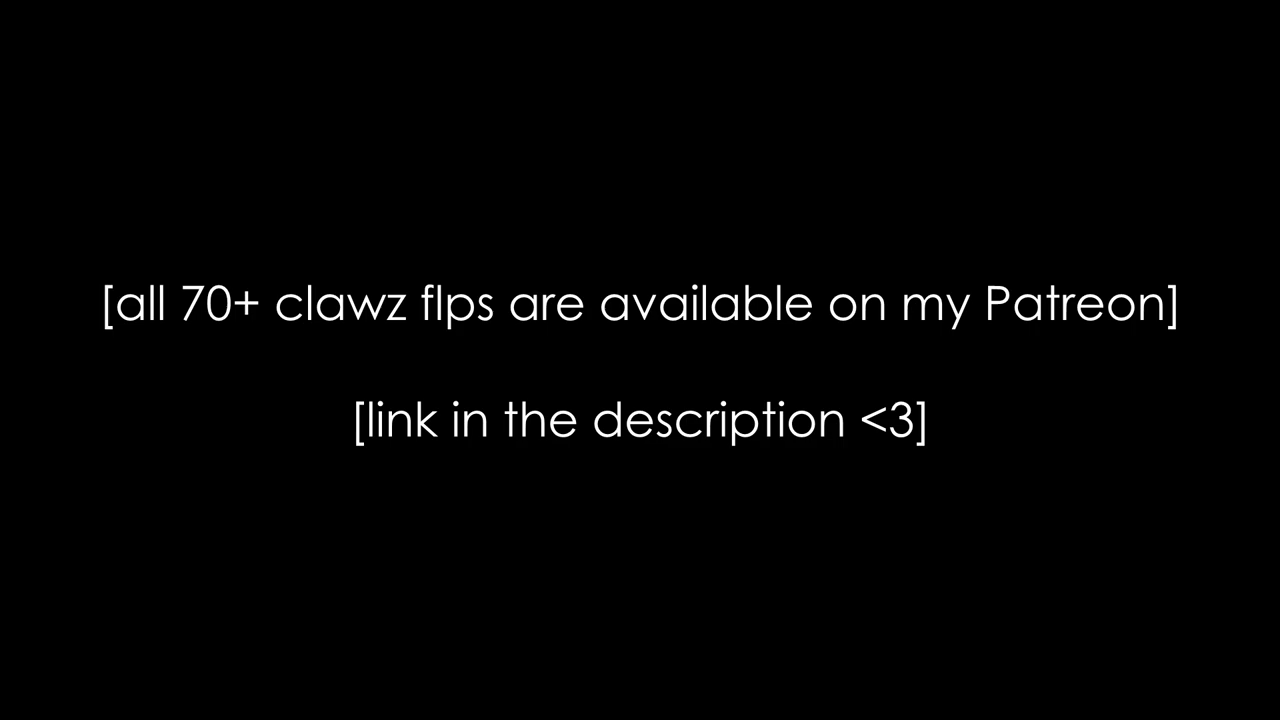 [all 70+ clawz flps are available on my Patreon]
[link in the description <3]